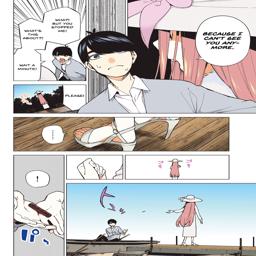 BECAUSE I
CAN'T SEE
YOU ANY-
MORE.
WHAT?
BUT YOU
STOPPED
ME!
WHAT'S
THIS
ABOUT?!
WAIT A
MINUTE!
PLEASE!
...
!